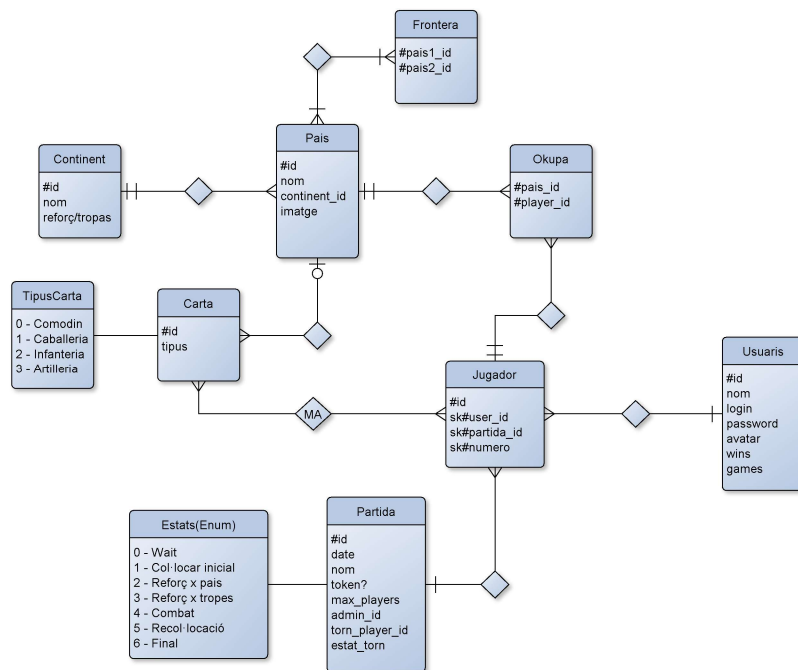 Frontera
#pais1_id
#pais2_id
Pais
#id
nom
continent_id
imatge
Continent
#id
nom
reforç/tropas
Okupa
#pais_id
#player_id
TipusCarta
0 - Comodin
1 - Caballeria
2 - Infanteria
3 - Artilleria
Carta
#id
tipus
MA
Jugador
#id
sk#user_id
sk#partida_id
sk#numero
Usuaris
#id
nom
login
password
avatar
wins
games
Estats(Enum)
0 - Wait
1 - Col·locar inicial
2 - Reforç x pais
3 - Reforç x tropes
4 - Combat
5 - Recol·locació
6 - Final
Partida
#id
date
nom
token?
max_players
admin_id
torn_player_id
estat_torn